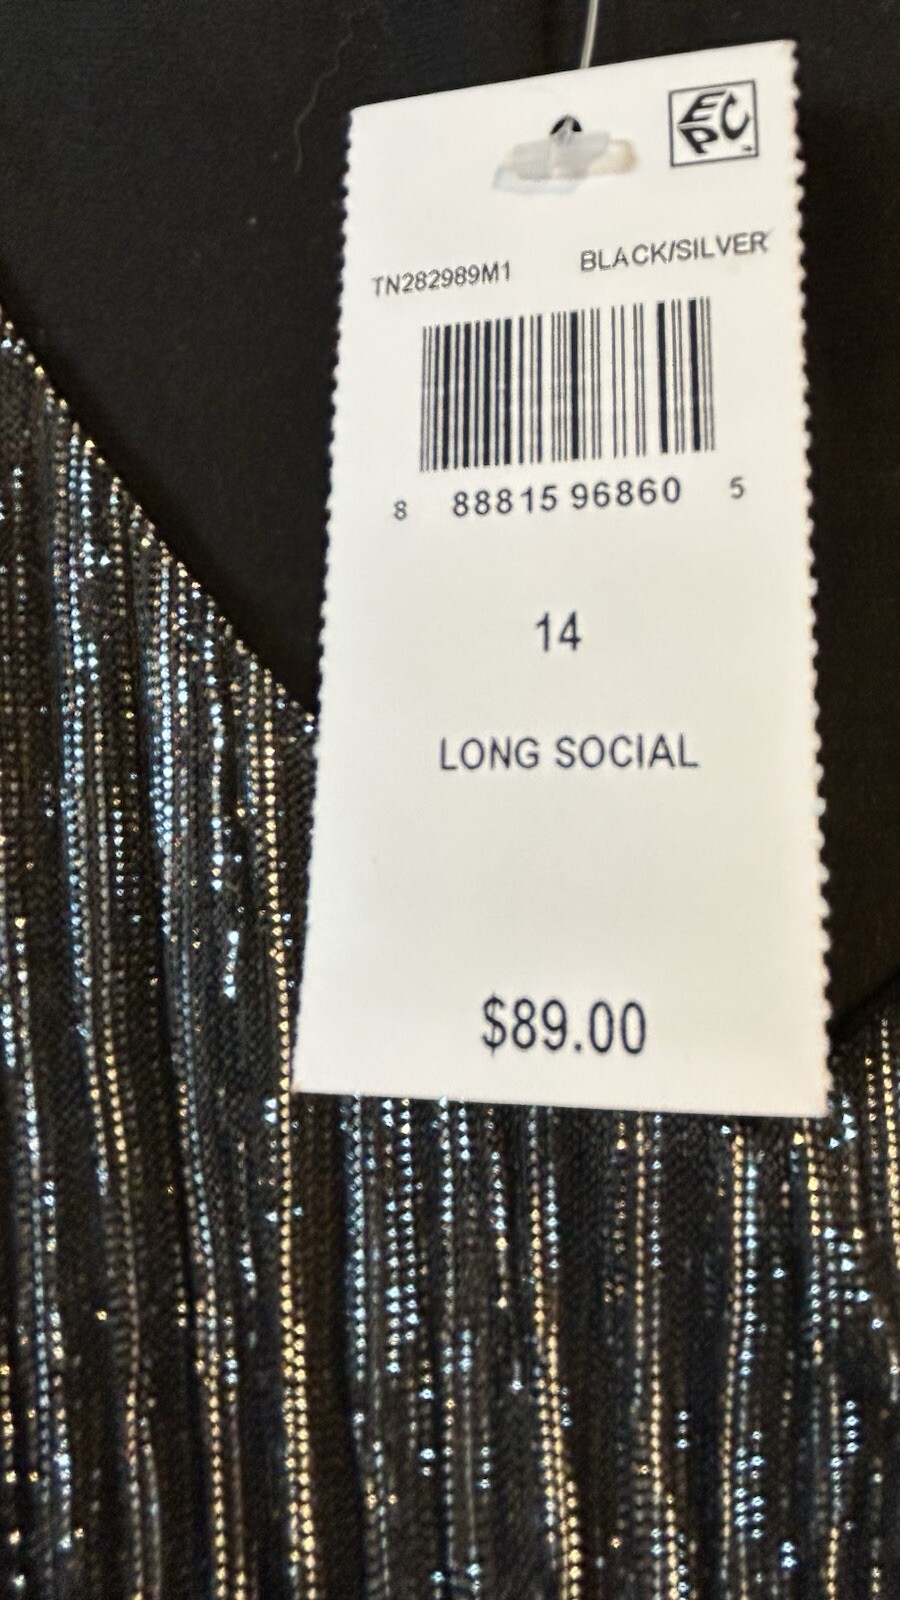 EPC
TN282989M1 BLACK/SILVER
8 88815 96860 5
14
LONG SOCIAL
$89.00